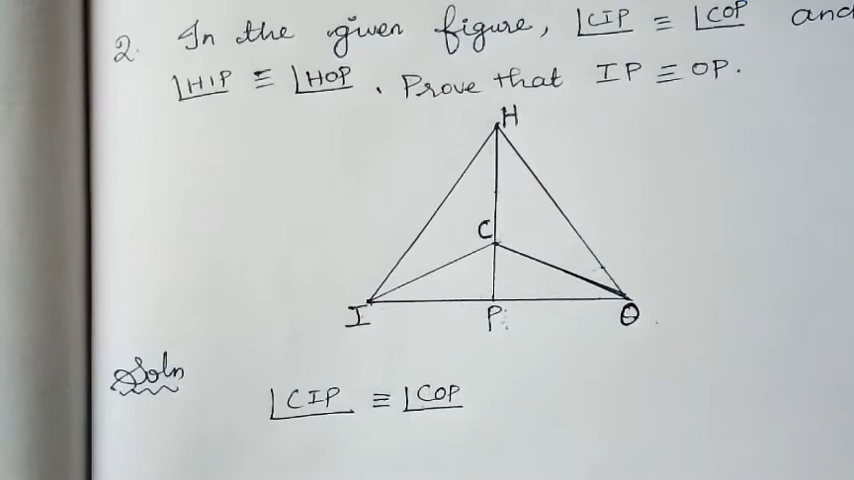 2. In the given figure, ∠CIP ≡ ∠COP and
∠HIP ≡ ∠HOP. Prove that IP ≡ OP.
H
C
I
P
O
Soln
∠CIP ≡ ∠COP